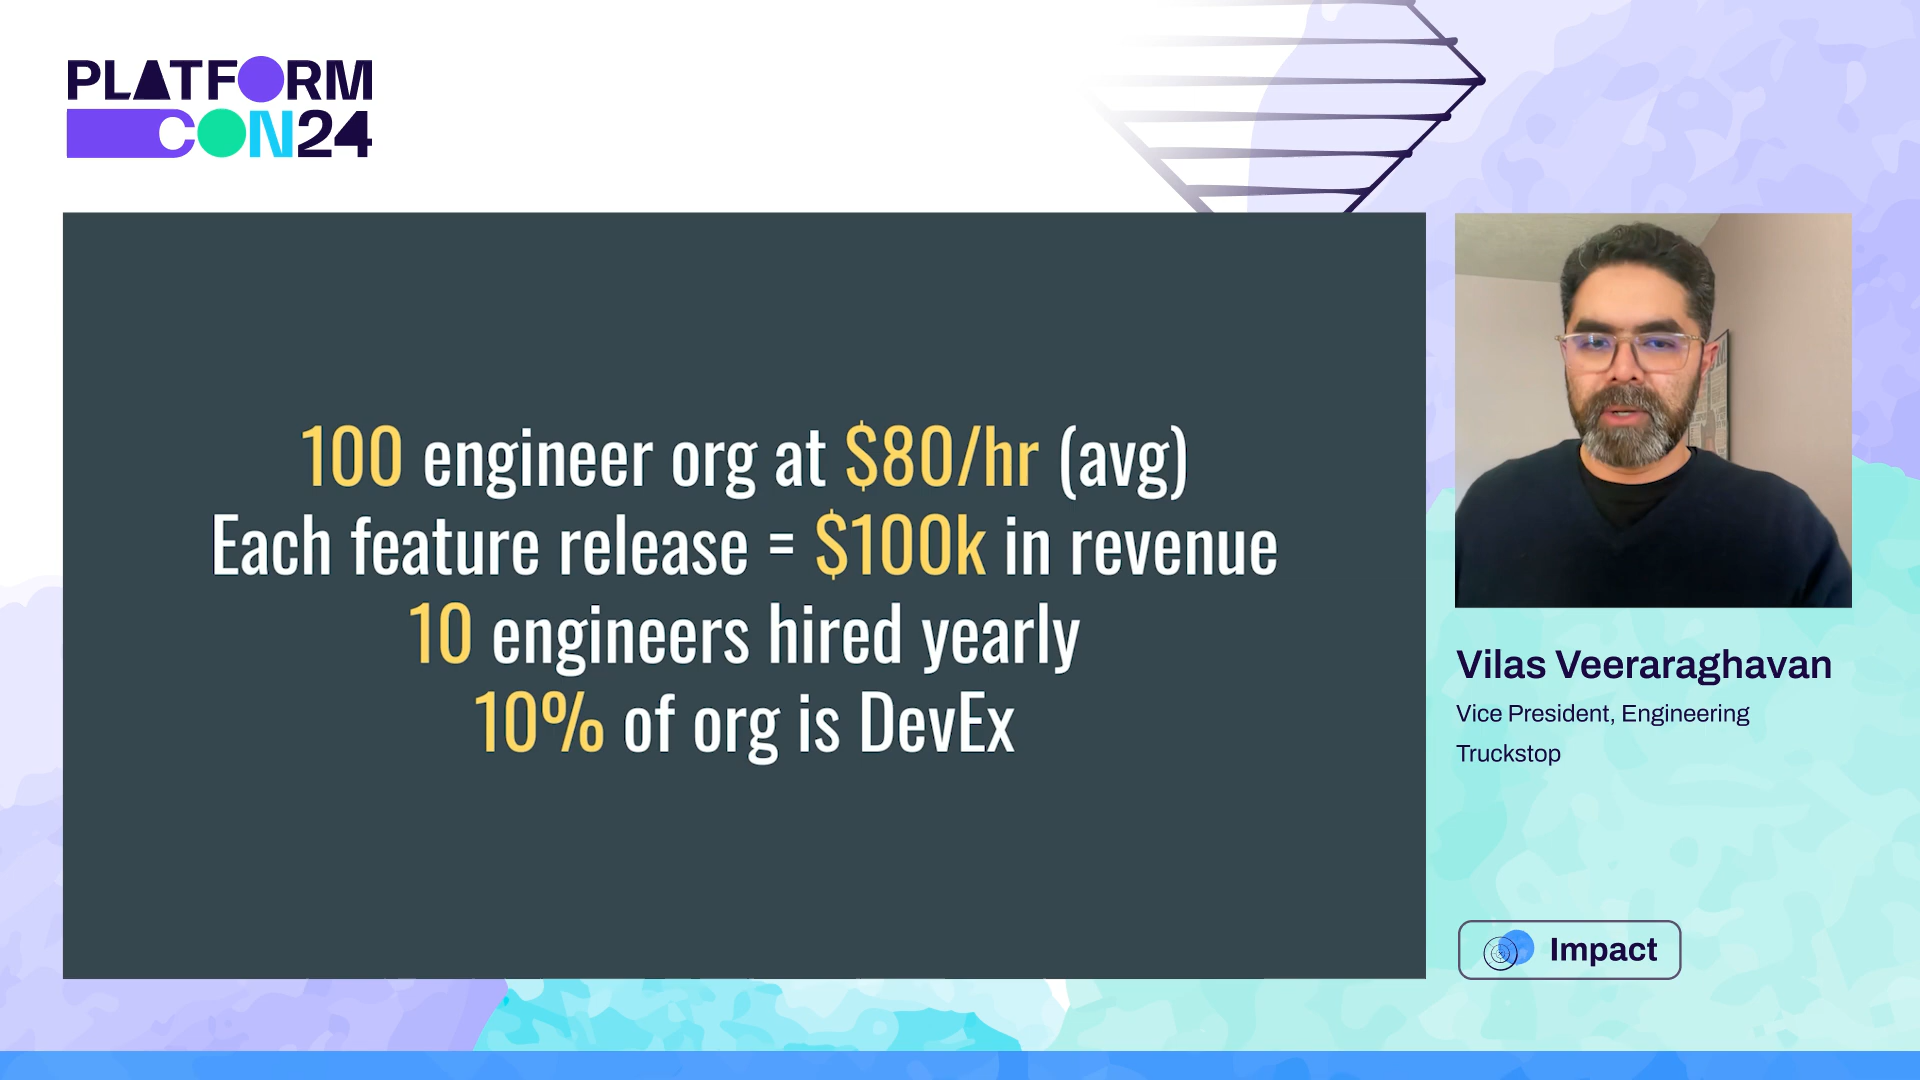 PLATFORM
CON24
100 engineer org at $80/hr (avg)
Each feature release = $100k in revenue
10 engineers hired yearly
10% of org is DevEx
Vilas Veeraraghavan
Vice President, Engineering
Truckstop
Impact